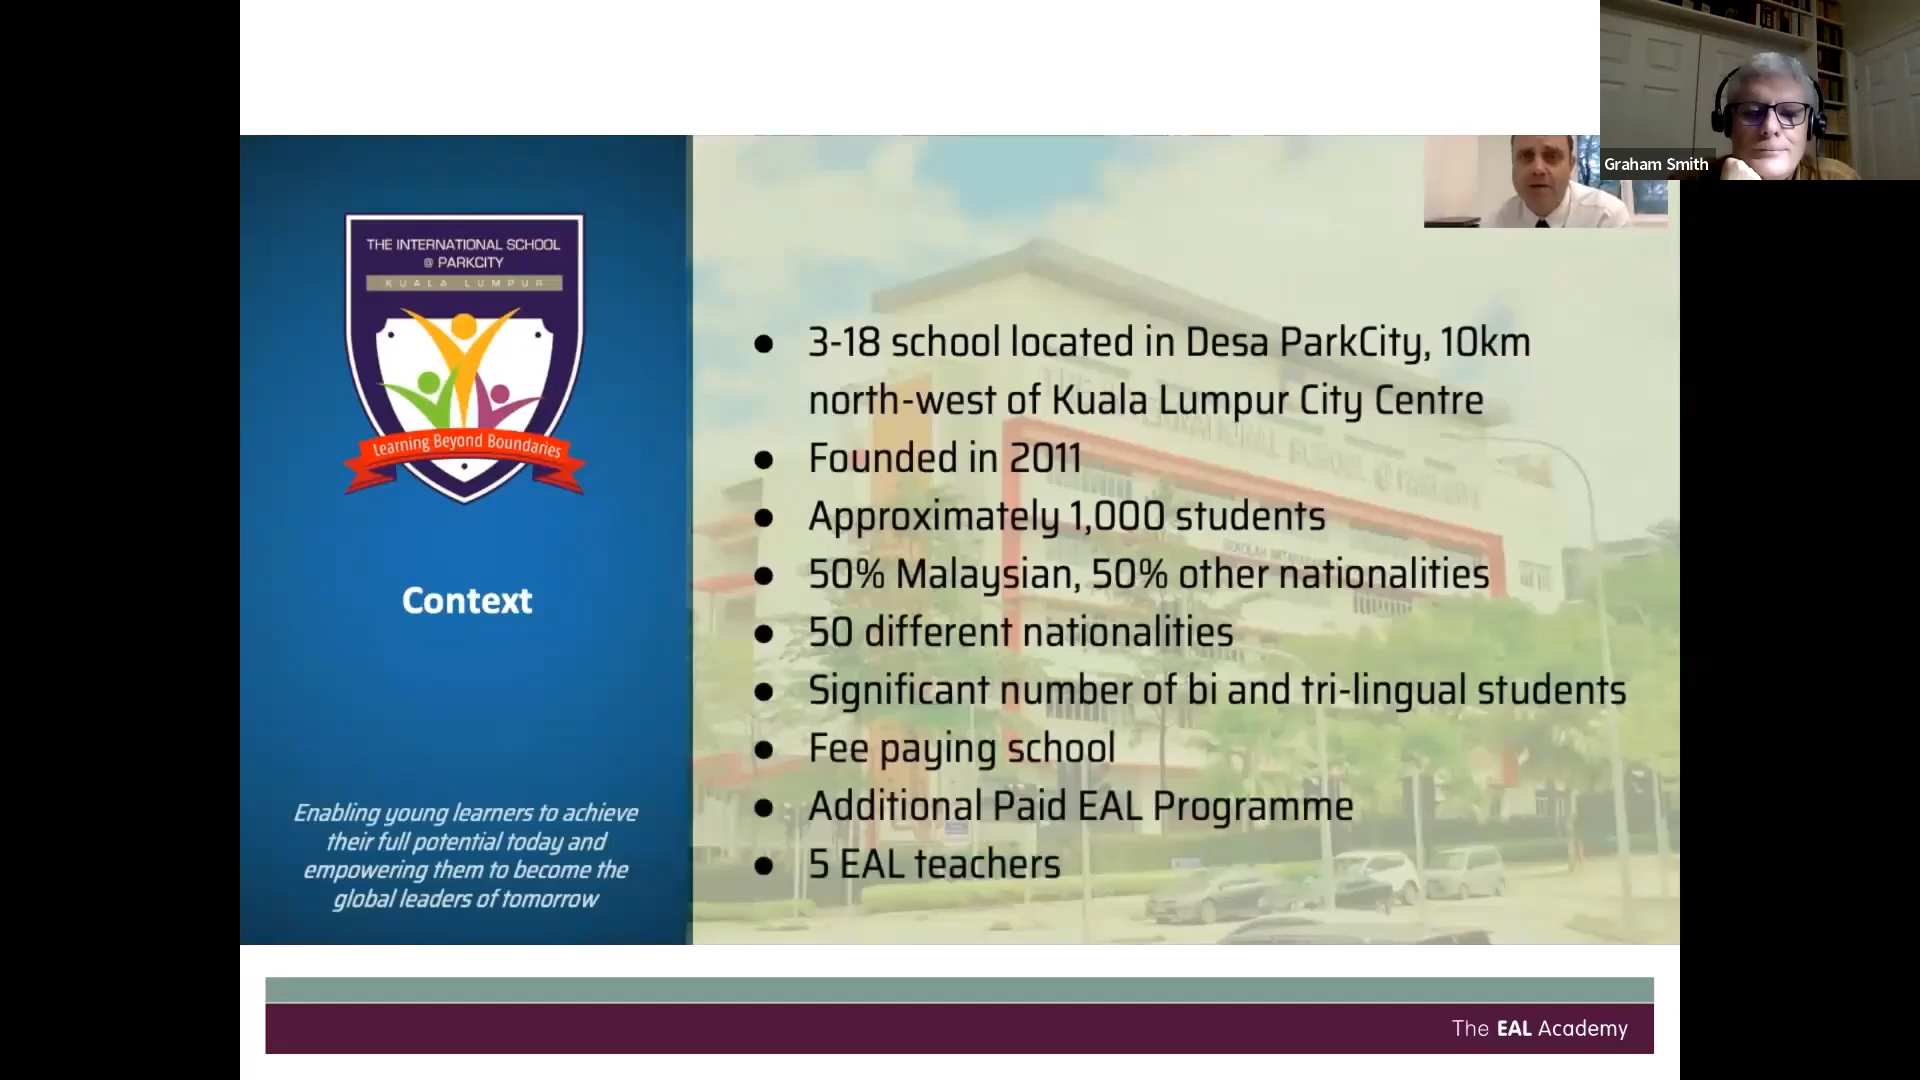 Graham Smith
THE INTERNATIONAL SCHOOL
@ PARKCITY
KUALA LUMPUR
Learning Beyond Boundaries
Context
Enabling young learners to achieve
their full potential today and
empowering them to become the
global leaders of tomorrow
● 3-18 school located in Desa ParkCity, 10km
north-west of Kuala Lumpur City Centre
● Founded in 2011
● Approximately 1,000 students
● 50% Malaysian, 50% other nationalities
● 50 different nationalities
● Significant number of bi and tri-lingual students
● Fee paying school
● Additional Paid EAL Programme
● 5 EAL teachers
The EAL Academy